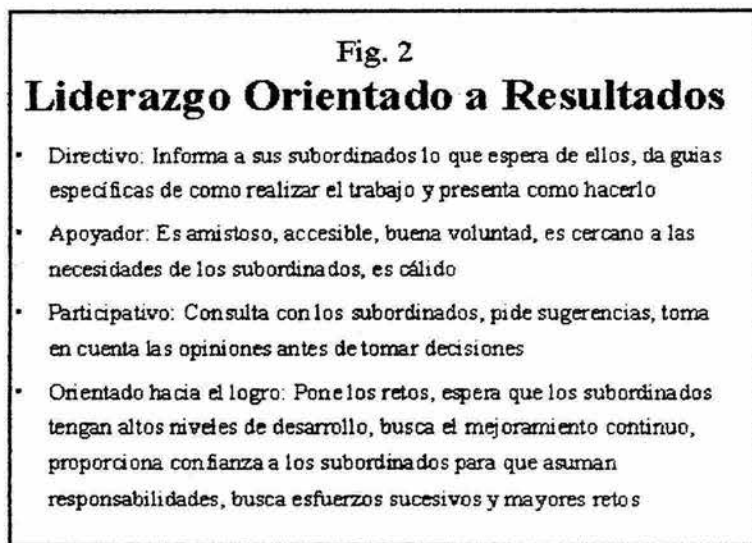 Fig. 2
Liderazgo Orientado a Resultados
• Directivo: Informa a sus subordinados lo que espera de ellos, da guias
específicas de como realizar el trabajo y presenta como hacerlo
• Apoyador: Es amistoso, accesible, buena voluntad, es cercano a las
necesidades de los subordinados, es cálido
• Participativo: Consulta con los subordinados, pide sugerencias, toma
en cuenta las opiniones antes de tomar decisiones
• Orientado hacia el logro: Pone los retos, espera que los subordinados
tengan altos niveles de desarrollo, busca el mejoramiento continuo,
proporciona confianza a los subordinados para que asuman
responsabilidades, busca esfuerzos sucesivos y mayores retos